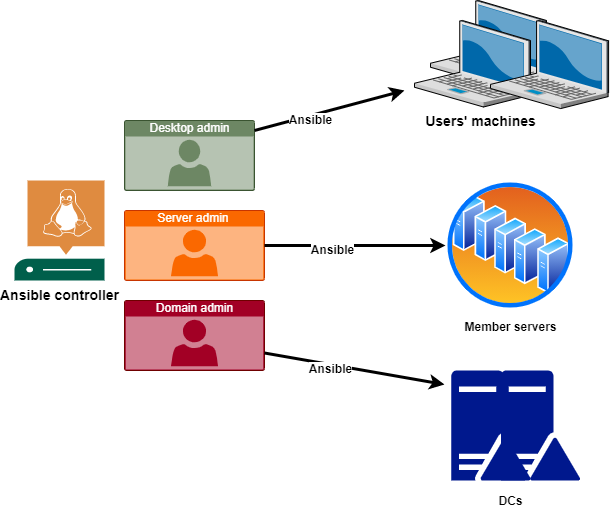 Users' machines
Desktop admin
Ansible
Server admin
Ansible
Ansible controller
Member servers
Domain admin
Ansible
DCs